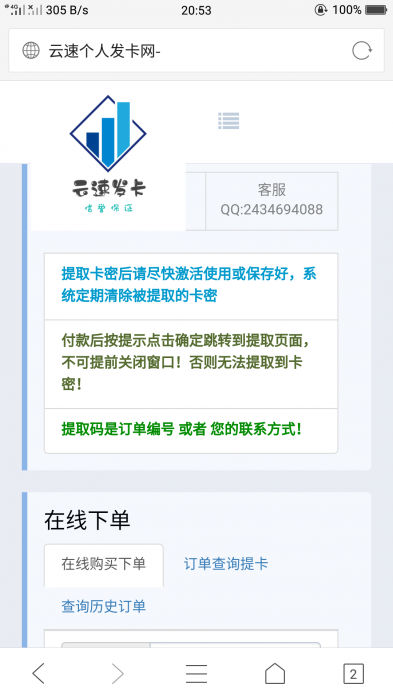 305 B/s
20:53
100%
云速个人发卡网-
云速发卡
信誉保证
客服
QQ:2434694088
提取卡密后请尽快激活使用或保存好，系
统定期清除被提取的卡密
付款后按提示点击确定跳转到提取页面，
不可提前关闭窗口！否则无法提取到卡
密！
提取码是订单编号 或者 您的联系方式！
在线下单
在线购买下单
订单查询提卡
查询历史订单
2